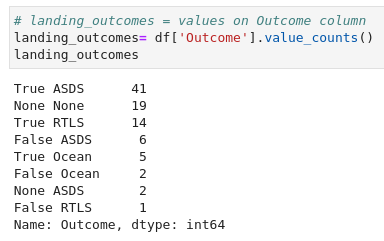 # landing_outcomes = values on Outcome column
landing_outcomes= df['Outcome'].value_counts()
landing_outcomes
True ASDS      41
None None      19
True RTLS      14
False ASDS      6
True Ocean      5
False Ocean     2
None ASDS       2
False RTLS      1
Name: Outcome, dtype: int64